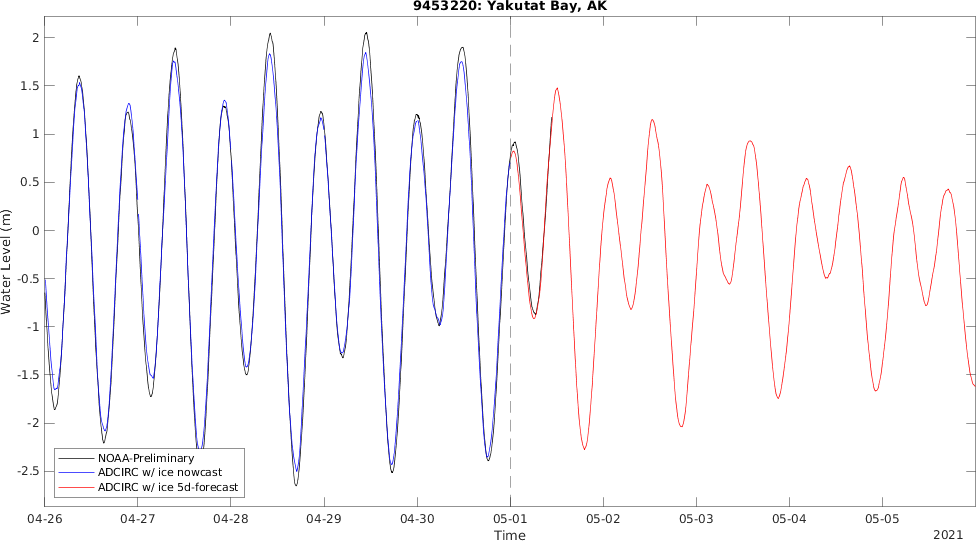 9453220: Yakutat Bay, AK
2
1.5
1
0.5
0
-0.5
-1
-1.5
-2
-2.5
Water Level (m)
NOAA-Preliminary
ADCIRC w/ ice nowcast
ADCIRC w/ ice 5d-forecast
04-26 04-27 04-28 04-29 04-30 05-01 05-02 05-03 05-04 05-05
Time
2021